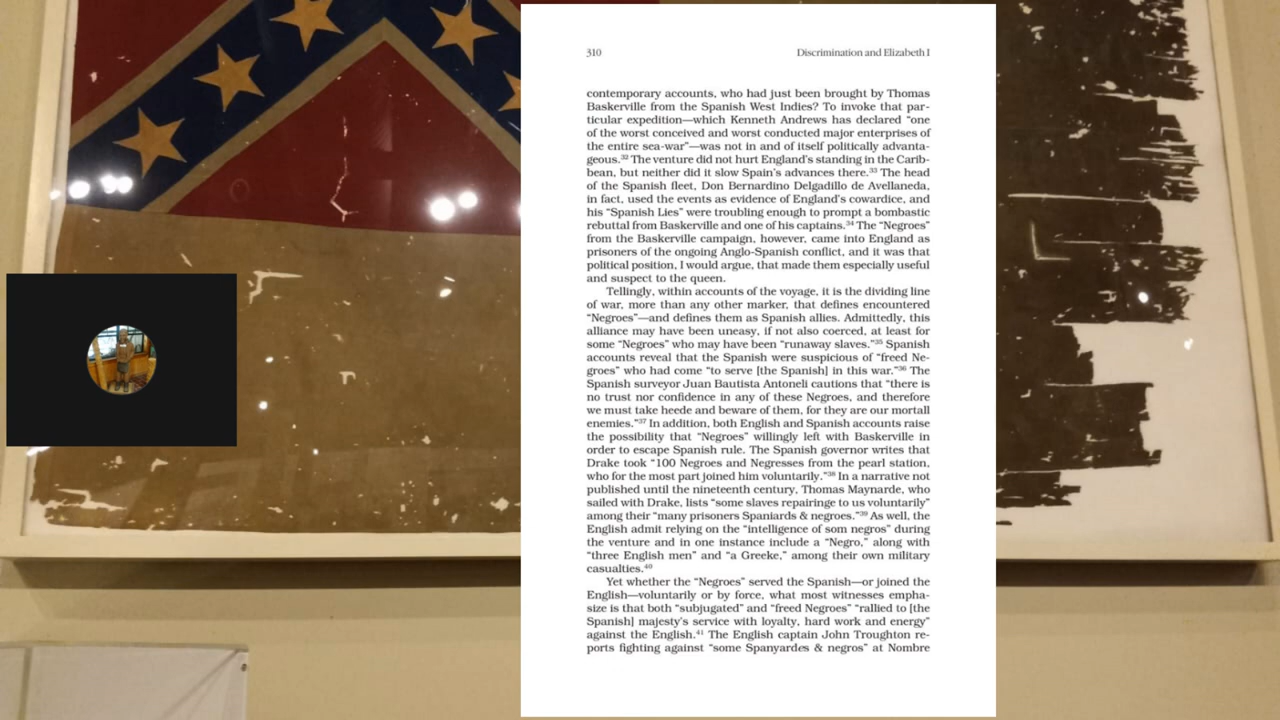 310 Discrimination and Elizabeth I
contemporary accounts, who had just been brought by Thomas
Baskerville from the Spanish West Indies? To invoke that par-
ticular expedition—which Kenneth Andrews has declared “one
of the worst conceived and worst conducted major enterprises of
the entire sea-war”—was not in and of itself politically advanta-
geous.32 The venture did not hurt England’s standing in the Carib-
bean, but neither did it slow Spain’s advances there.33 The head
of the Spanish fleet, Don Bernardino Delgadillo de Avellaneda,
in fact, used the events as evidence of England’s cowardice, and
his “Spanish Lies” were troubling enough to prompt a bombastic
rebuttal from Baskerville and one of his captains.34 The “Negroes”
from the Baskerville campaign, however, came into England as
prisoners of the ongoing Anglo-Spanish conflict, and it was that
political position, I would argue, that made them especially useful
and suspect to the queen.
Tellingly, within accounts of the voyage, it is the dividing line
of war, more than any other marker, that defines encountered
“Negroes”—and defines them as Spanish allies. Admittedly, this
alliance may have been uneasy, if not also coerced, at least for
some “Negroes” who may have been “runaway slaves.”35 Spanish
accounts reveal that the Spanish were suspicious of “freed Ne-
groes” who had come “to serve [the Spanish] in this war.”36 The
Spanish surveyor Juan Bautista Antoneli cautions that “there is
no trust nor confidence in any of these Negroes, and therefore
we must take heede and beware of them, for they are our mortall
enemies.”37 In addition, both English and Spanish accounts raise
the possibility that “Negroes” willingly left with Baskerville in
order to escape Spanish rule. The Spanish governor writes that
Drake took “100 Negroes and Negresses from the pearl station,
who for the most part joined him voluntarily.”38 In a narrative not
published until the nineteenth century, Thomas Maynarde, who
sailed with Drake, lists “some slaves repairinge to us voluntarily”
among their “many prisoners Spaniards & negroes.”39 As well, the
English admit relying on the “intelligence of som negros” during
the venture and in one instance include a “Negro,” along with
“three English men” and “a Greeke,” among their own military
casualties.40
Yet whether the “Negroes” served the Spanish—or joined the
English—voluntarily or by force, what most witnesses empha-
size is that both “subjugated” and “freed Negroes” “rallied to [the
Spanish] majesty’s service with loyalty, hard work and energy”
against the English.41 The English captain John Troughton re-
ports fighting against “some Spanyardes & negros” at Nombre